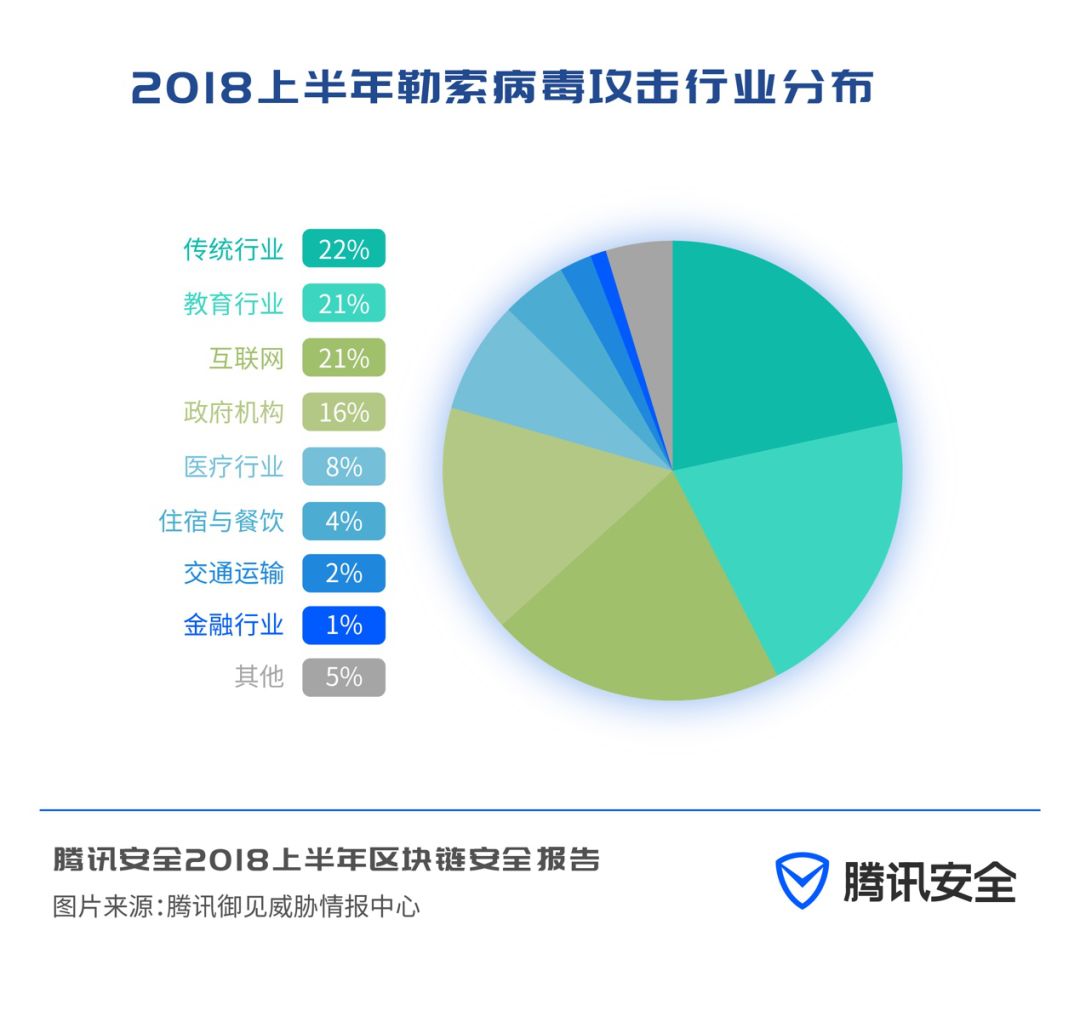 2018上半年勒索病毒攻击行业分布
传统行业 22%
教育行业 21%
互联网 21%
政府机构 16%
医疗行业 8%
住宿与餐饮 4%
交通运输 2%
金融行业 1%
其他 5%
腾讯安全2018上半年区块链安全报告
图片来源:腾讯御见威胁情报中心
腾讯安全